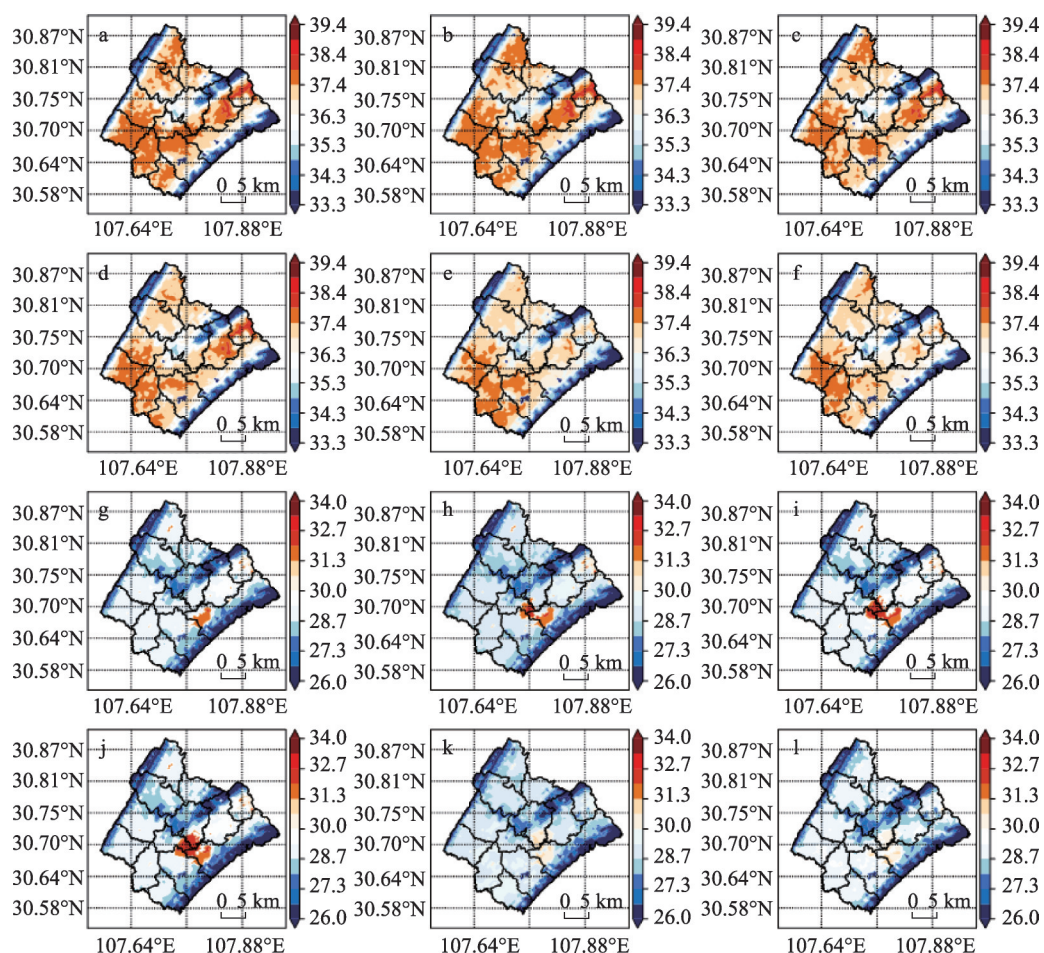 a
30.87°N
30.81°N
30.75°N
30.70°N
30.64°N
30.58°N
107.64°E 107.88°E
0 5 km
39.4
38.4
37.4
36.3
35.3
34.3
33.3
b
30.87°N
30.81°N
30.75°N
30.70°N
30.64°N
30.58°N
107.64°E 107.88°E
0 5 km
39.4
38.4
37.4
36.3
35.3
34.3
33.3
c
30.87°N
30.81°N
30.75°N
30.70°N
30.64°N
30.58°N
107.64°E 107.88°E
0 5 km
39.4
38.4
37.4
36.3
35.3
34.3
33.3
d
30.87°N
30.81°N
30.75°N
30.70°N
30.64°N
30.58°N
107.64°E 107.88°E
0 5 km
39.4
38.4
37.4
36.3
35.3
34.3
33.3
e
30.87°N
30.81°N
30.75°N
30.70°N
30.64°N
30.58°N
107.64°E 107.88°E
0 5 km
39.4
38.4
37.4
36.3
35.3
34.3
33.3
f
30.87°N
30.81°N
30.75°N
30.70°N
30.64°N
30.58°N
107.64°E 107.88°E
0 5 km
39.4
38.4
37.4
36.3
35.3
34.3
33.3
g
30.87°N
30.81°N
30.75°N
30.70°N
30.64°N
30.58°N
107.64°E 107.88°E
0 5 km
34.0
32.7
31.3
30.0
28.7
27.3
26.0
h
30.87°N
30.81°N
30.75°N
30.70°N
30.64°N
30.58°N
107.64°E 107.88°E
0 5 km
34.0
32.7
31.3
30.0
28.7
27.3
26.0
i
30.87°N
30.81°N
30.75°N
30.70°N
30.64°N
30.58°N
107.64°E 107.88°E
0 5 km
34.0
32.7
31.3
30.0
28.7
27.3
26.0
j
30.87°N
30.81°N
30.75°N
30.70°N
30.64°N
30.58°N
107.64°E 107.88°E
0 5 km
34.0
32.7
31.3
30.0
28.7
27.3
26.0
k
30.87°N
30.81°N
30.75°N
30.70°N
30.64°N
30.58°N
107.64°E 107.88°E
0 5 km
34.0
32.7
31.3
30.0
28.7
27.3
26.0
l
30.87°N
30.81°N
30.75°N
30.70°N
30.64°N
30.58°N
107.64°E 107.88°E
0 5 km
34.0
32.7
31.3
30.0
28.7
27.3
26.0